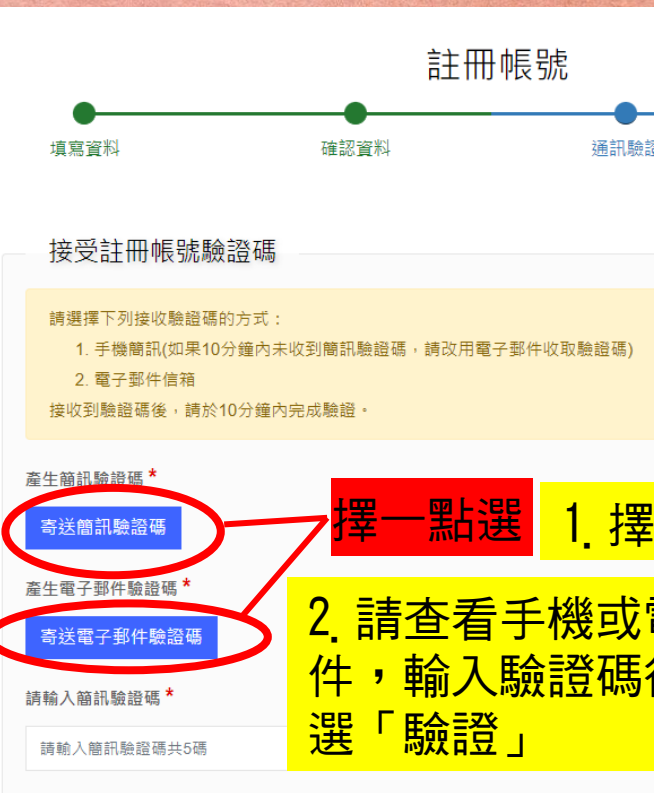 註冊帳號
填寫資料
確認資料
通訊驗證
接受註冊帳號驗證碼
請選擇下列接收驗證碼的方式：
1. 手機簡訊(如果10分鐘內未收到簡訊驗證碼，請改用電子郵件收取驗證碼)
2. 電子郵件信箱
接收到驗證碼後，請於10分鐘內完成驗證。
產生簡訊驗證碼 *
寄送簡訊驗證碼
擇一點選
1. 擇
產生電子郵件驗證碼 *
寄送電子郵件驗證碼
2. 請查看手機或電
件，輸入驗證碼後
選「驗證」
請輸入簡訊驗證碼 *
請輸入簡訊驗證碼共5碼